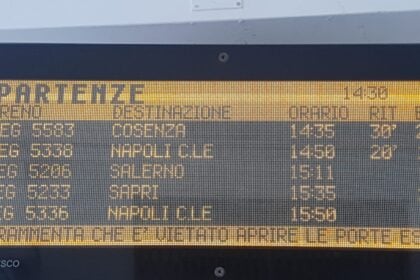 PARTENZE 14:30
RENO DESTINAZIONE ORARIO RIT
EG 5583 COSENZA 14:35 30'
EG 5338 NAPOLI C.LE 14:50 20'
EG 5206 SALERNO 15:11
EG 5233 SAPRI 15:35
EG 5336 NAPOLI C.LE 15:50
RAMMENTA CHE E' VIETATO APRIRE LE PORTE ES